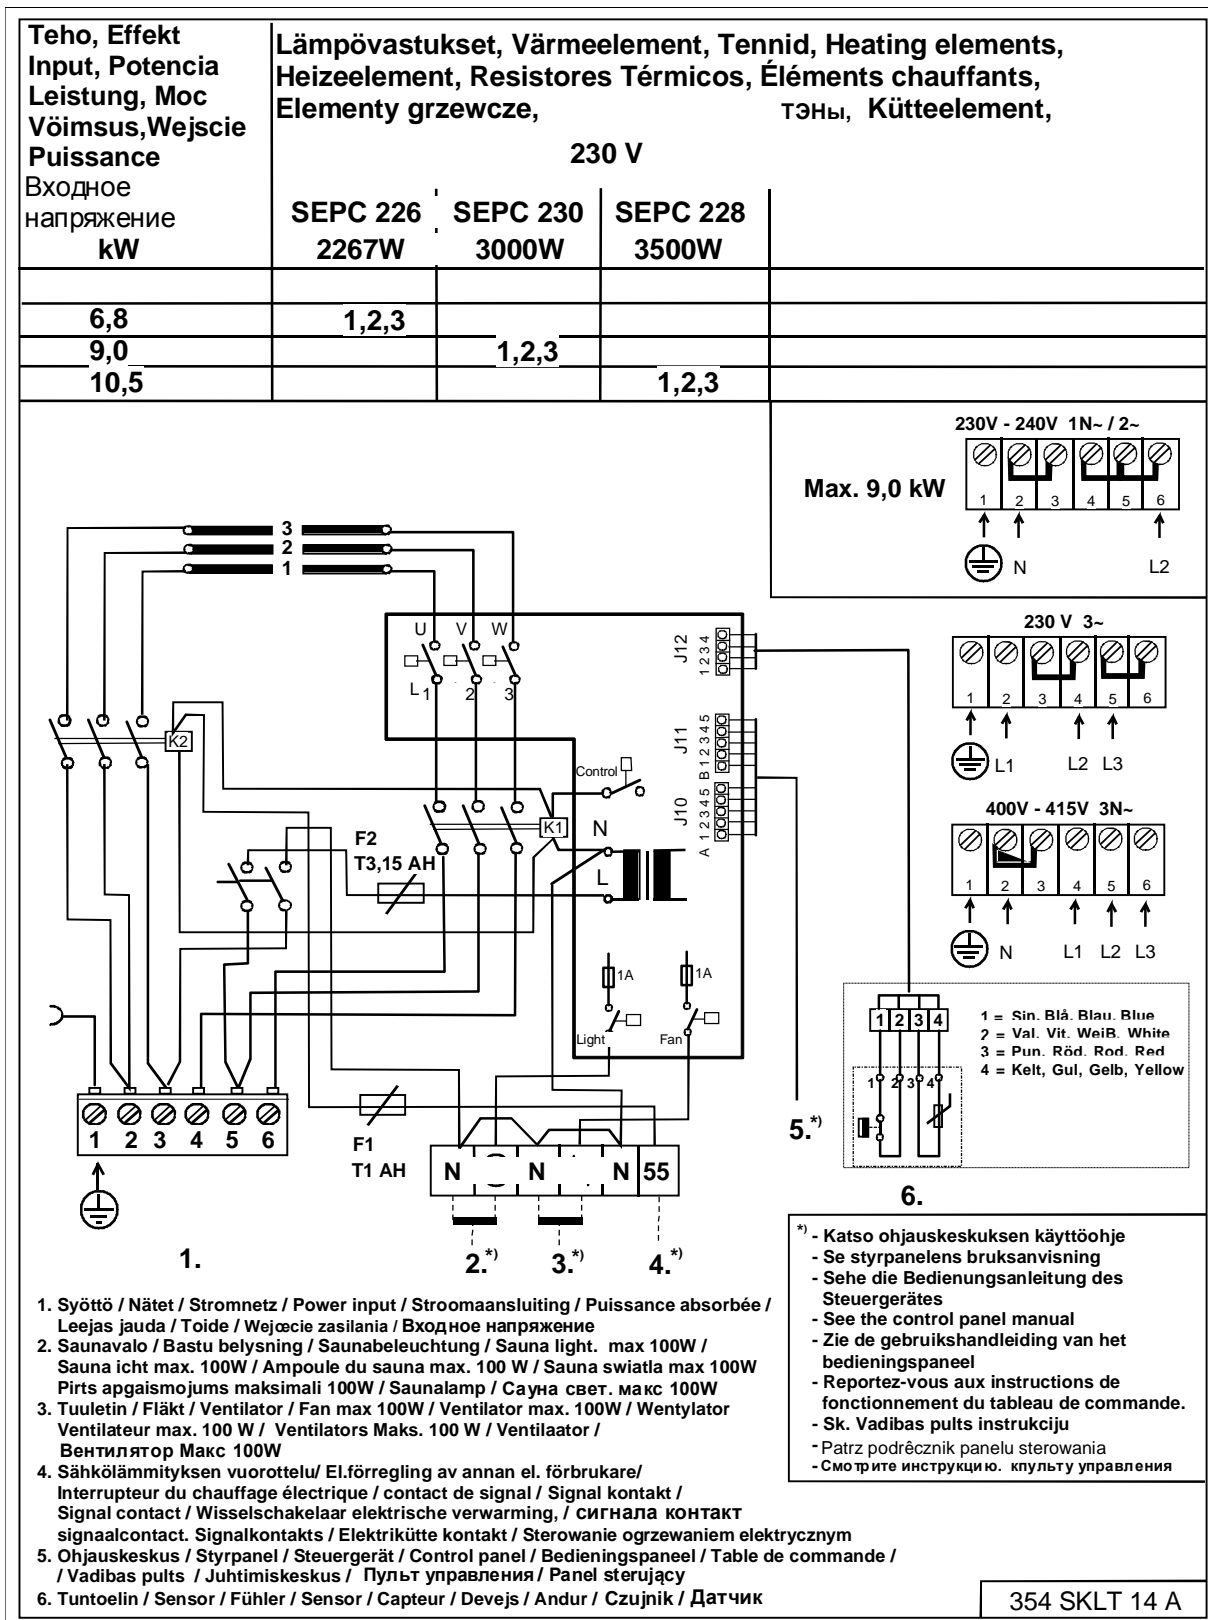 Teho, Effekt
Input, Potencia
Leistung, Moc
Vöimsus,Wejscie
Puissance
Входное
напряжение
kW
Lämpövastukset, Värmeelement, Tennid, Heating elements,
Heizeelement, Resistores Térmicos, Éléments chauffants,
Elementy grzewcze, тэны, Kütteelement,
230 V
SEPC 226 SEPC 230 SEPC 228
2267W 3000W 3500W
6,8 1,2,3
9,0 1,2,3
10,5 1,2,3
230V - 240V 1N~ / 2~
Max. 9,0 kW
1 2 3 4 5 6
N L2
230 V 3~
1 2 3 4 5 6
L1 L2 L3
400V - 415V 3N~
1 2 3 4 5 6
N L1 L2 L3
3
2
1
U V W
L 1 2 3
J12
1 2 3 4
J11
B 1 2 3 4 5
J10
A 1 2 3 4 5
K2
Control
K1
N
L
F2
T3,15 AH
1A 1A
Light Fan
1 2 3 4 5 6
F1
T1 AH
N N N 55
1.
2.*)
3.*)
4.*)
5.*)
1 2 3 4
1 2 3 4
6.
1 = Sin. Blå. Blau. Blue
2 = Val. Vit. WeiB. White
3 = Pun. Röd. Rod. Red
4 = Kelt, Gul, Gelb, Yellow
*) - Katso ohjauskeskuksen käyttöohje
- Se styrpanelens bruksanvisning
- Sehe die Bedienungsanleitung des
Steuergerätes
- See the control panel manual
- Zie de gebruikshandleiding van het
bedieningspaneel
- Reportez-vous aux instructions de
fonctionnement du tableau de commande.
- Sk. Vadibas pults instrukciju
- Patrz podrêcznik panelu sterowania
- Смотрите инструкцию. кпульту управления
1. Syöttö / Nätet / Stromnetz / Power input / Stroomaansluiting / Puissance absorbée /
Leejas jauda / Toide / Wejœcie zasilania / Входное напряжение
2. Saunavalo / Bastu belysning / Saunabeleuchtung / Sauna light. max 100W /
Sauna icht max. 100W / Ampoule du sauna max. 100 W / Sauna swiatla max 100W
Pirts apgaismojums maksimali 100W / Saunalamp / Сауна свет. макс 100W
3. Tuuletin / Fläkt / Ventilator / Fan max 100W / Ventilator max. 100W / Wentylator
Ventilateur max. 100 W / Ventilators Maks. 100 W / Ventilaator /
Вентилятор Макс 100W
4. Sähkölämmityksen vuorottelu/ El.förregling av annan el. förbrukare/
Interrupteur du chauffage électrique / contact de signal / Signal kontakt /
Signal contact / Wisselschakelaar elektrische verwarming, / сигнала контакт
signaalcontact. Signalkontakts / Elektrikütte kontakt / Sterowanie ogrzewaniem elektrycznym
5. Ohjauskeskus / Styrpanel / Steuergerät / Control panel / Bedieningspaneel / Table de commande /
/ Vadibas pults / Juhtimiskeskus / Пульт управления / Panel sterujący
6. Tuntoelin / Sensor / Fühler / Sensor / Capteur / Devejs / Andur / Czujnik / Датчик
354 SKLT 14 A